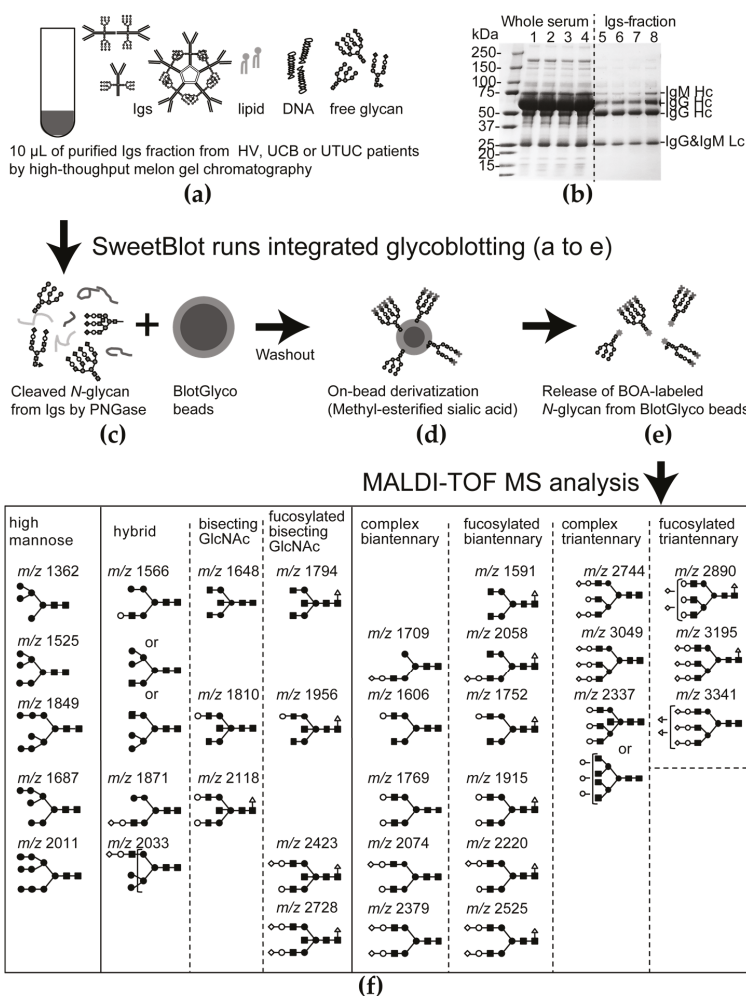 Igs
lipid
DNA
free glycan
10 µL of purified Igs fraction from HV, UCB or UTUC patients
by high-thoughput melon gel chromatography
(a)
Whole serum
Igs-fraction
kDa
1 2 3 4 5 6 7 8
250-
150-
100-
75-
50-
37-
25-
20-
15-
IgM Hc
IgG Hc
IgG Hc
IgG&IgM Lc
(b)
SweetBlot runs integrated glycoblotting (a to e)
+
Washout
Cleaved N-glycan
from Igs by PNGase
BlotGlyco
beads
(c)
On-bead derivatization
(Methyl-esterified sialic acid)
(d)
Release of BOA-labeled
N-glycan from BlotGlyco beads
(e)
MALDI-TOF MS analysis
high
mannose
m/z 1362
m/z 1525
m/z 1849
m/z 1687
m/z 2011
hybrid
m/z 1566
or
or
m/z 1871
m/z 2033
bisecting
GlcNAc
m/z 1648
m/z 1810
m/z 2118
fucosylated
bisecting
GlcNAc
m/z 1794
m/z 1956
m/z 2423
m/z 2728
complex
biantennary
m/z 1709
m/z 1606
m/z 1769
m/z 2074
m/z 2379
fucosylated
biantennary
m/z 1591
m/z 2058
m/z 1752
m/z 1915
m/z 2220
m/z 2525
complex
triantennary
m/z 2744
m/z 3049
m/z 2337
or
fucosylated
triantennary
m/z 2890
m/z 3195
m/z 3341
(f)